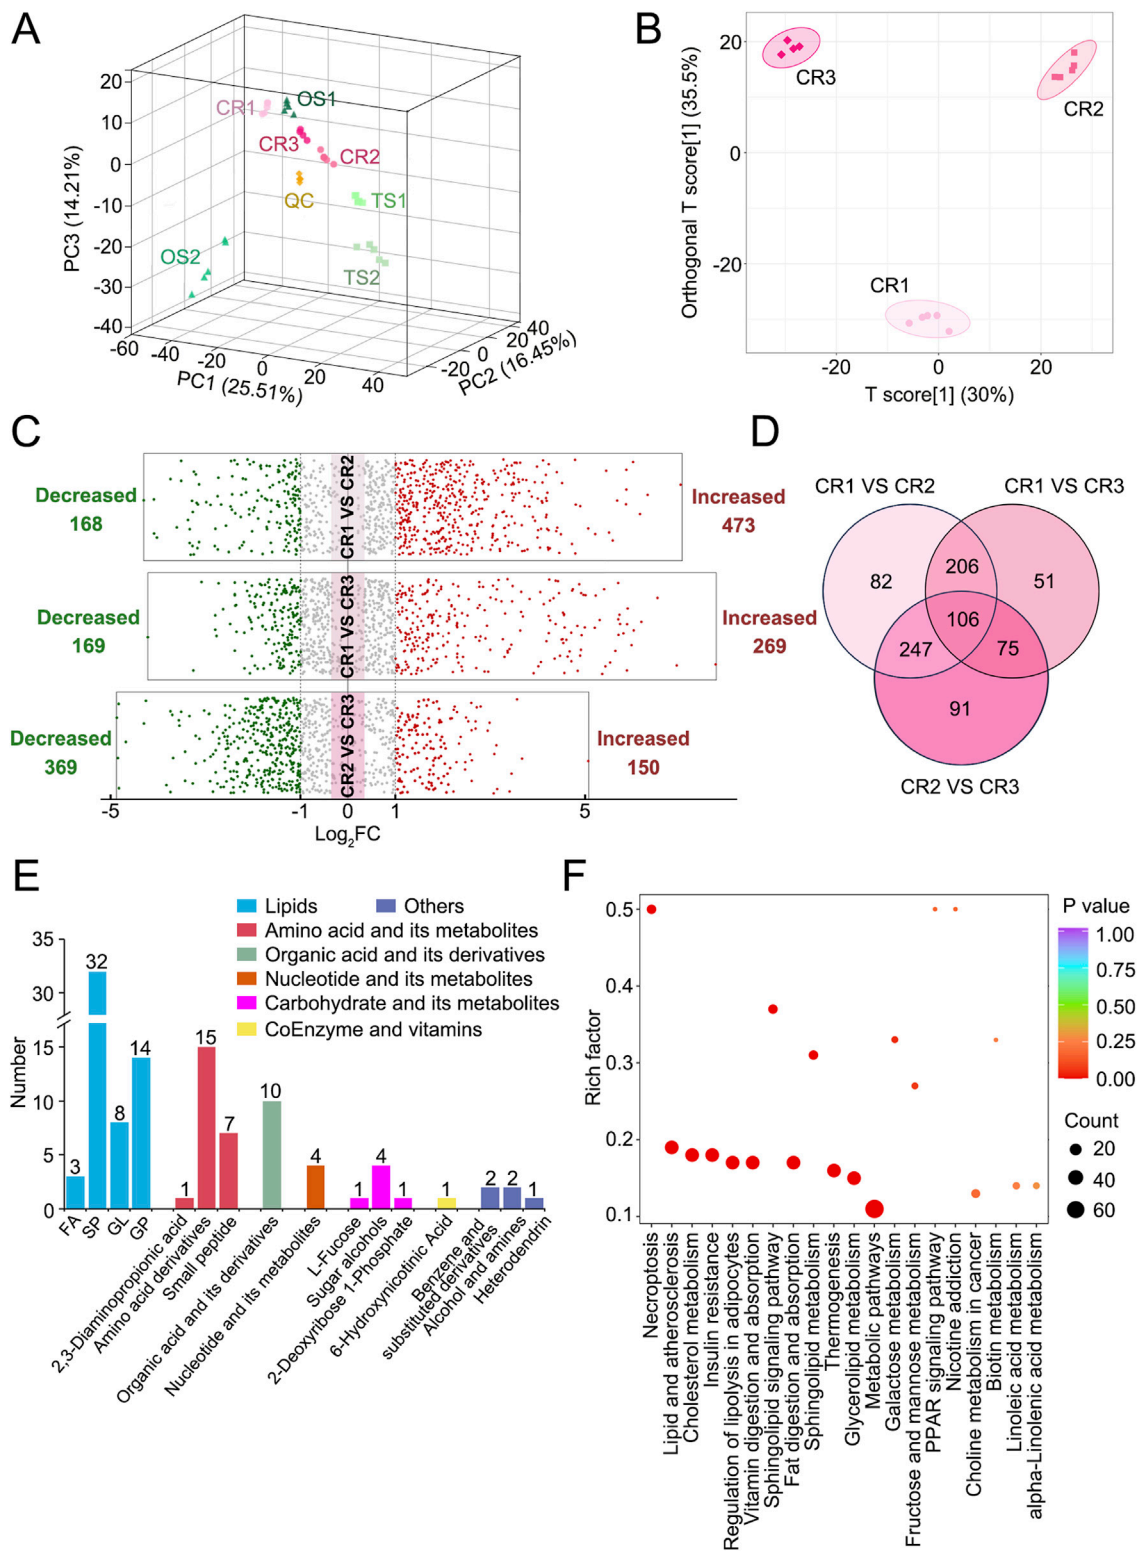 A
20
10
0
-10
-20
-30
-40
PC3 (14.21%)
CR1
OS1
CR3
CR2
QC
TS1
OS2
TS2
-60
-40
-20
0
20
40
PC1 (25.51%)
-20
0
20
40
PC2 (16.45%)
B
20
0
-20
Orthogonal T score[1] (35.5%)
CR3
CR2
CR1
-20
0
20
T score[1] (30%)
C
Decreased
168
CR1 VS CR2
Increased
473
Decreased
169
CR1 VS CR3
Increased
269
Decreased
369
CR2 VS CR3
Increased
150
-5
-1
0
1
5
Log2FC
D
CR1 VS CR2
CR1 VS CR3
82
206
51
106
247
75
91
CR2 VS CR3
E
Lipids
Others
Amino acid and its metabolites
Organic acid and its derivatives
Nucleotide and its metabolites
Carbohydrate and its metabolites
CoEnzyme and vitamins
35
30
15
10
5
0
Number
3
32
8
14
1
15
7
10
4
1
4
1
1
2
2
1
FA
SP
GL
GP
2,3-Diaminopropionic acid
Amino acid derivatives
Small peptide
Organic acid and its derivatives
Nucleotide and its metabolites
L-Fucose
Sugar alcohols
2-Deoxyribose 1-Phosphate
6-Hydroxynicotinic Acid
Benzene and
substituted derivatives
Alcohol and amines
Heterodendrin
F
0.5
0.4
0.3
0.2
0.1
Rich factor
P value
1.00
0.75
0.50
0.25
0.00
Count
20
40
60
Necroptosis
Lipid and atherosclerosis
Cholesterol metabolism
Insulin resistance
Regulation of lipolysis in adipocytes
Vitamin digestion and absorption
Sphingolipid signaling pathway
Fat digestion and absorption
Sphingolipid metabolism
Thermogenesis
Glycerolipid metabolism
Metabolic pathways
Galactose metabolism
Fructose and mannose metabolism
PPAR signaling pathway
Nicotine addiction
Choline metabolism in cancer
Biotin metabolism
Linoleic acid metabolism
alpha-Linolenic acid metabolism